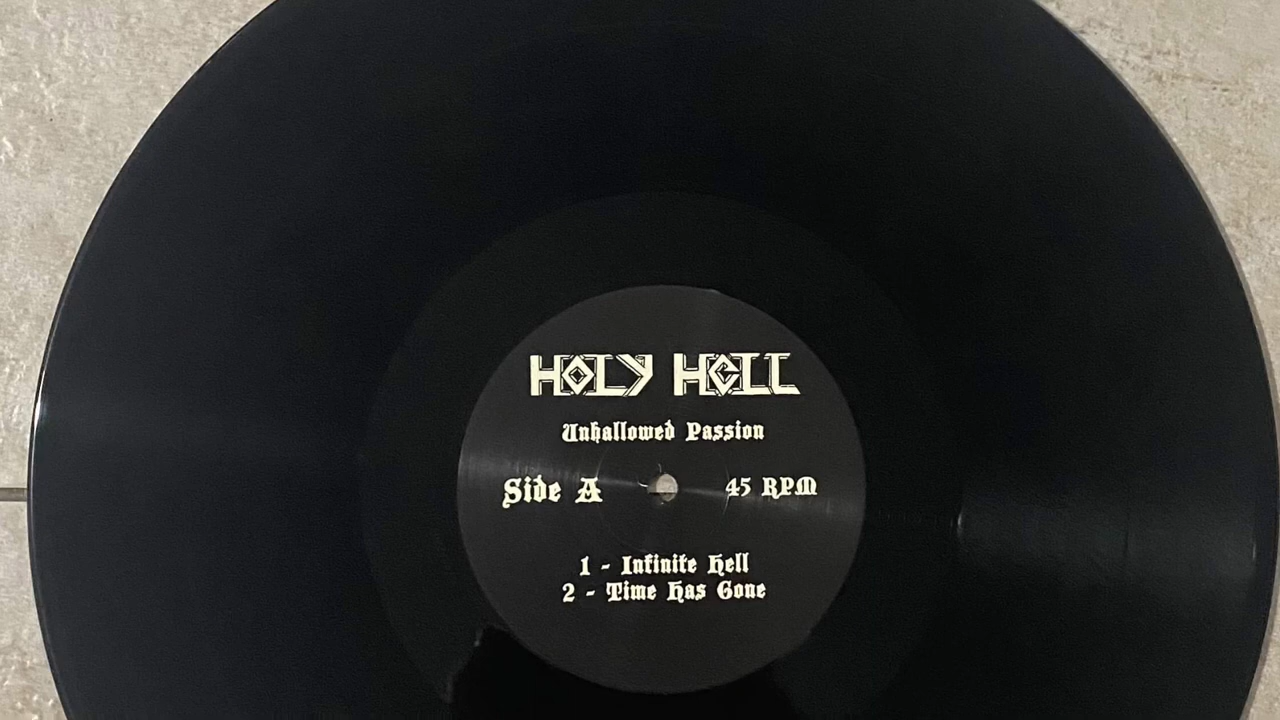 HOLY HELL
Unhallowed Passion
Side A
45 RPM
1 - Infinite Hell
2 - Time Has Gone